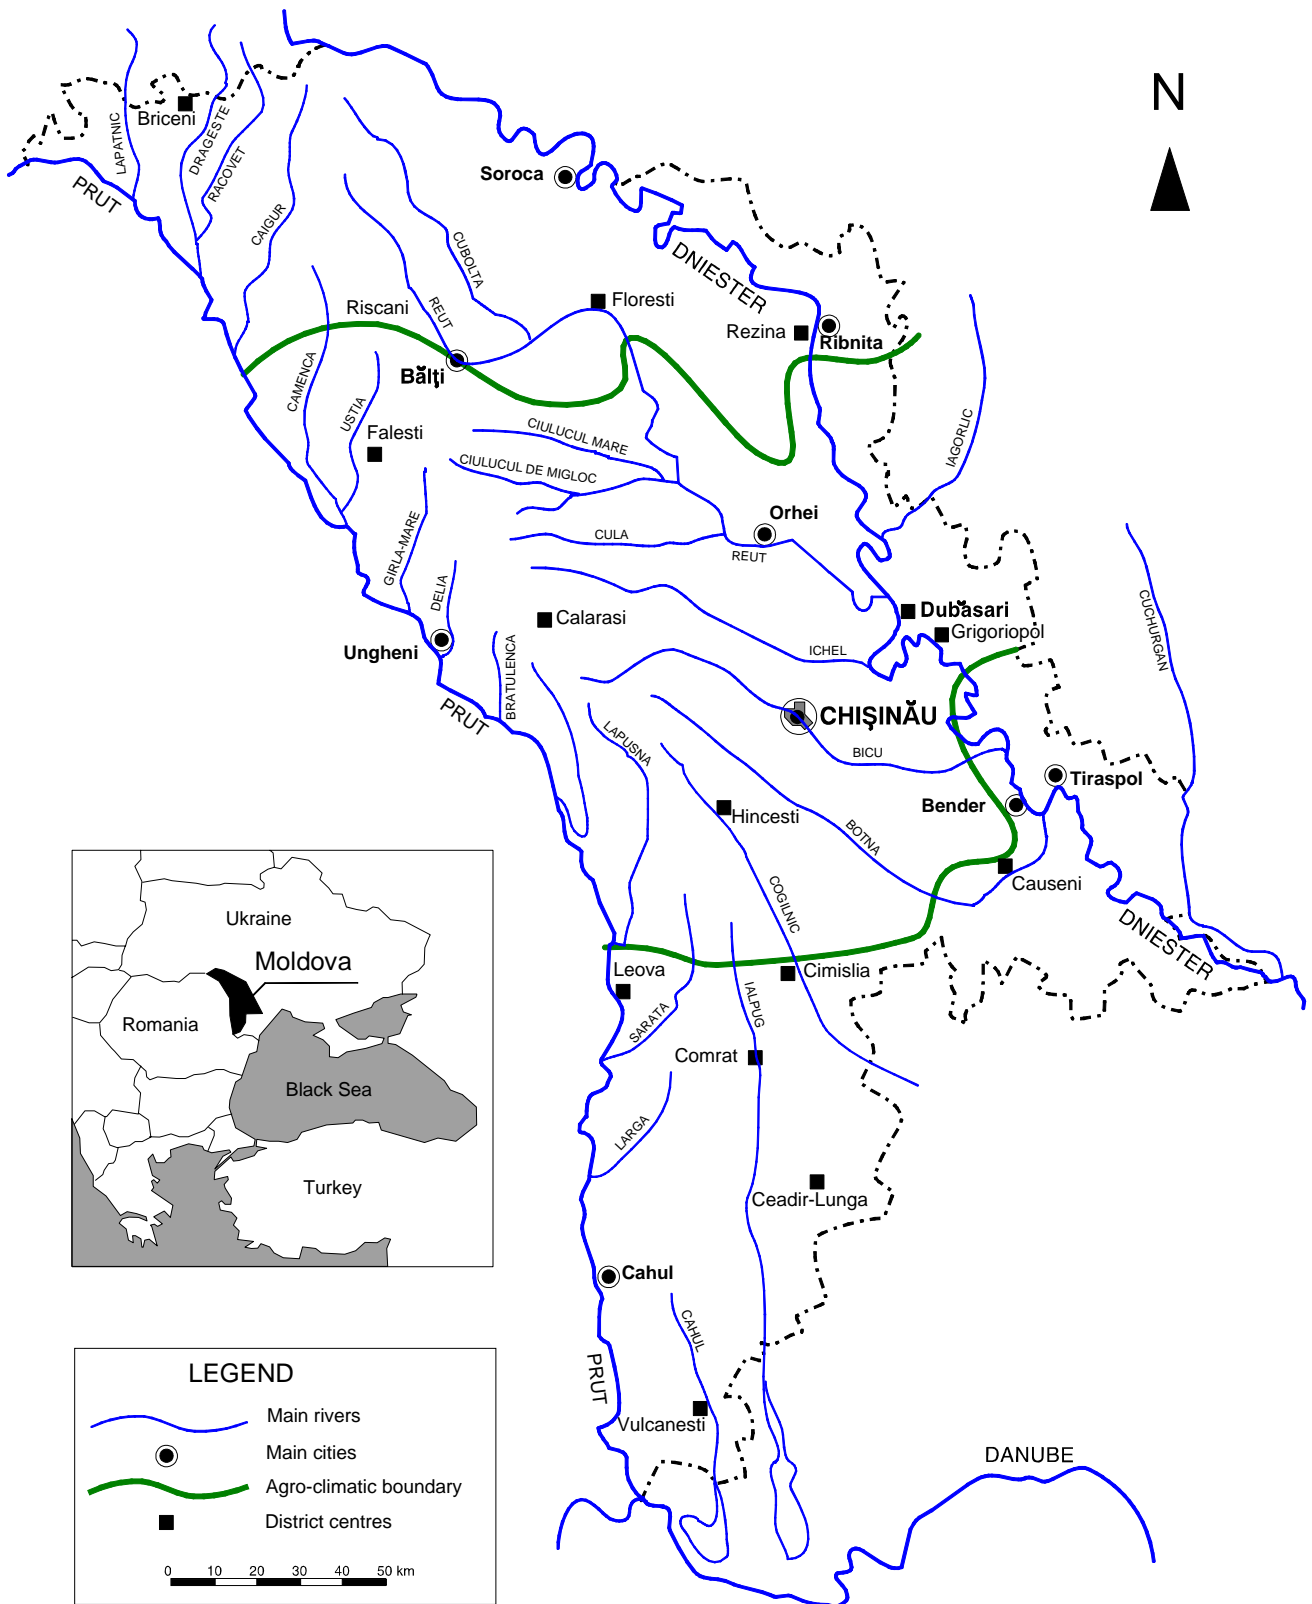 N
Briceni
LAPATNIC
DRAGESTE
RACOVET
PRUT
CAIGUR
Soroca
CUBOLTA
DNIESTER
REUT
Riscani
Floresti
Rezina
Ribnita
Bălţi
CAMENCA
USTIA
Falesti
CIULUCUL MARE
CIULUCUL DE MIGLOC
IAGORLIC
Orhei
CULA
REUT
GIRLA-MARE
DELIA
Calarasi
Dubăsari
Grigoriopol
CUCHURGAN
Ungheni
BRATULENCA
ICHEL
PRUT
LAPUSNA
CHIŞINĂU
BICU
Tiraspol
Bender
Hincesti
BOTNA
COGILNIC
Causeni
DNIESTER
Leova
Cimislia
IALPUG
SARATA
Comrat
LARGA
Ceadir-Lunga
Cahul
CAHUL
PRUT
Vulcanesti
DANUBE
Ukraine
Moldova
Romania
Black Sea
Turkey
LEGEND
Main rivers
Main cities
Agro-climatic boundary
District centres
0 10 20 30 40 50 km